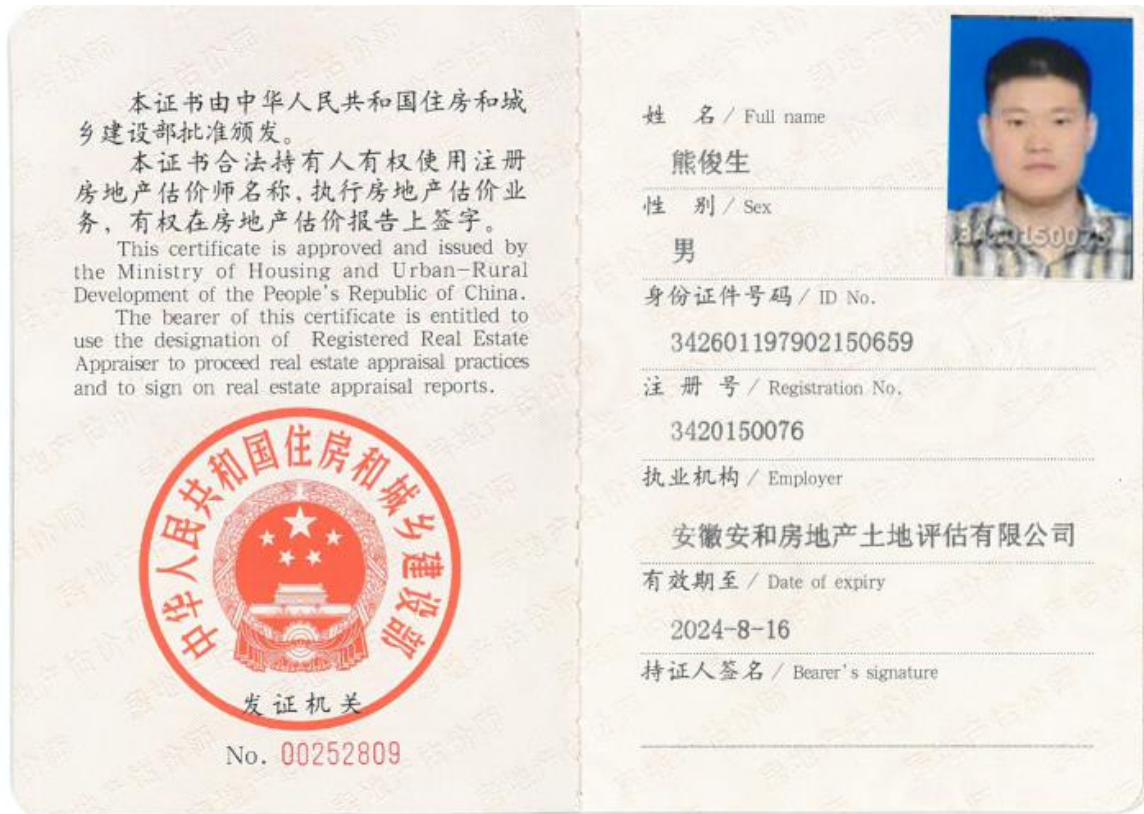 本证书由中华人民共和国住房和城
乡建设部批准颁发。
本证书合法持有人有权使用注册
房地产估价师名称，执行房地产估价业
务，有权在房地产估价报告上签字。
This certificate is approved and issued by
the Ministry of Housing and Urban-Rural
Development of the People's Republic of China.
The bearer of this certificate is entitled to
use the designation of Registered Real Estate
Appraiser to proceed real estate appraisal practices
and to sign on real estate appraisal reports.
中华人民共和国住房和城乡建设部
发证机关
No. 00252809
姓 名 / Full name
熊俊生
性 别 / Sex
男
身份证件号码 / ID No.
342601197902150659
注 册 号 / Registration No.
3420150076
执业机构 / Employer
安徽安和房地产土地评估有限公司
有效期至 / Date of expiry
2024-8-16
持证人签名 / Bearer's signature